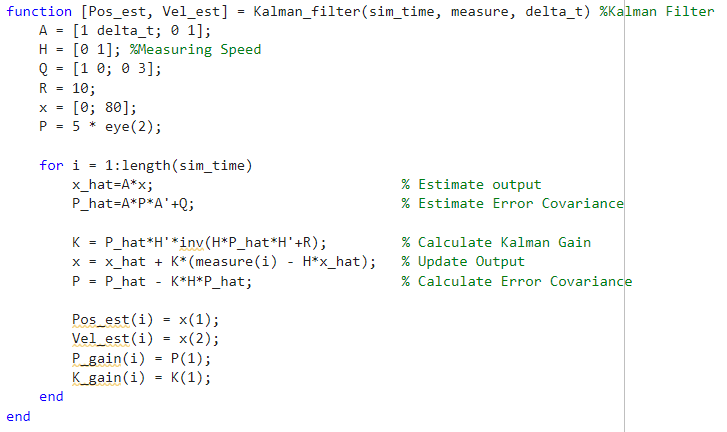 function [Pos_est, Vel_est] = Kalman_filter(sim_time, measure, delta_t) %Kalman Filter
    A = [1 delta_t; 0 1];
    H = [0 1]; %Measuring Speed
    Q = [1 0; 0 3];
    R = 10;
    x = [0; 80];
    P = 5 * eye(2);

    for i = 1:length(sim_time)
        x_hat=A*x;                              % Estimate output
        P_hat=A*P*A'+Q;                         % Estimate Error Covariance

        K = P_hat*H'*inv(H*P_hat*H'+R);         % Calculate Kalman Gain
        x = x_hat + K*(measure(i) - H*x_hat);   % Update Output
        P = P_hat - K*H*P_hat;                  % Calculate Error Covariance

        Pos_est(i) = x(1);
        Vel_est(i) = x(2);
        P_gain(i) = P(1);
        K_gain(i) = K(1);
    end
end